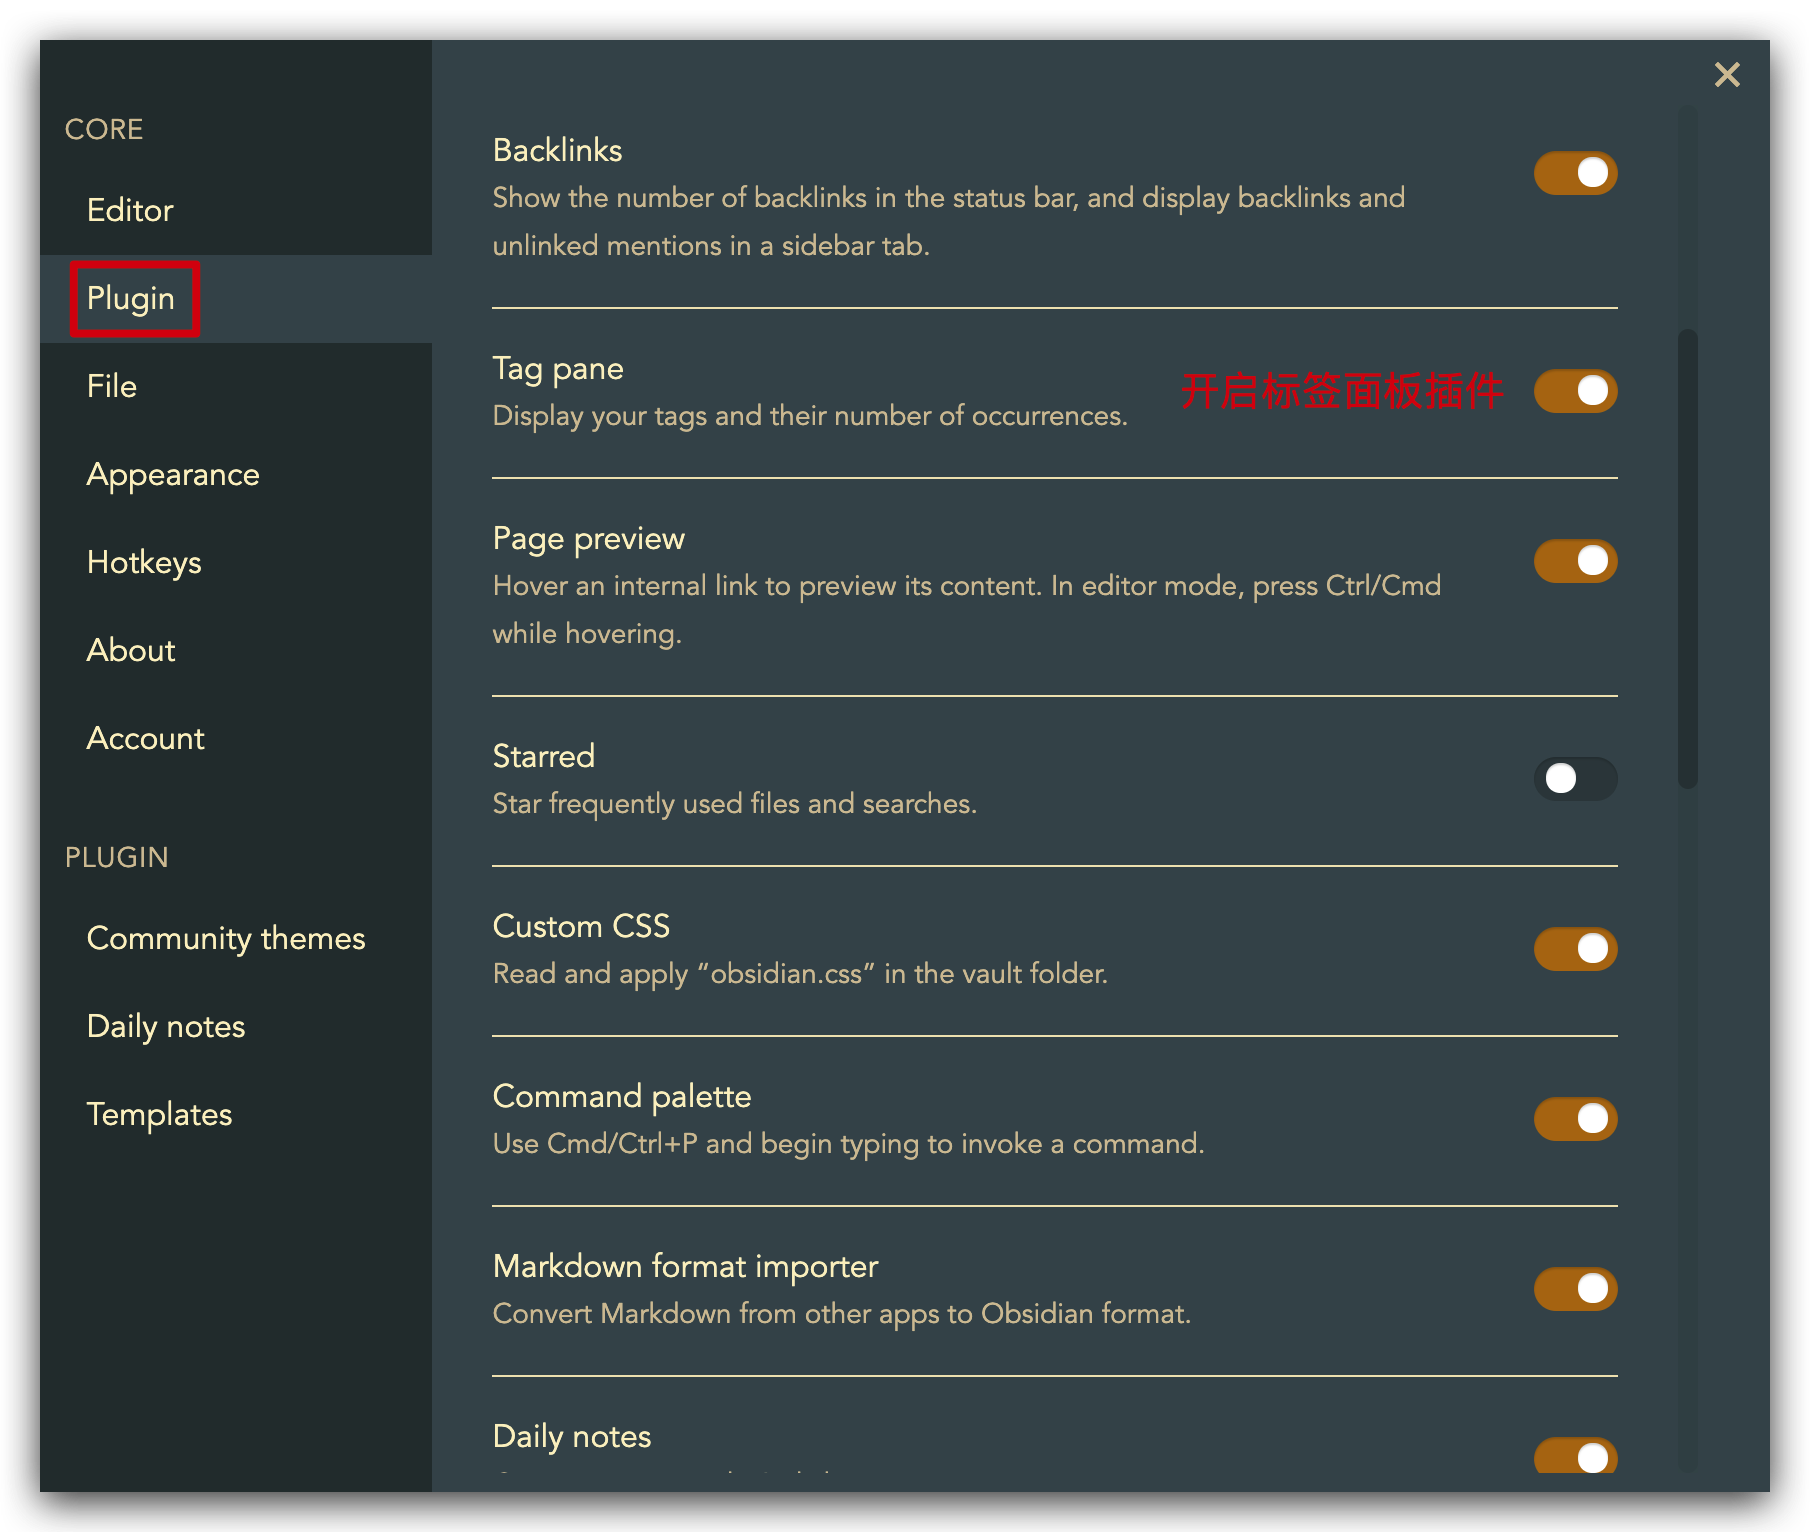 CORE
Editor
Plugin
File
Appearance
Hotkeys
About
Account
PLUGIN
Community themes
Daily notes
Templates
Backlinks
Show the number of backlinks in the status bar, and display backlinks and
unlinked mentions in a sidebar tab.
Tag pane
Display your tags and their number of occurrences.
开启标签面板插件
Page preview
Hover an internal link to preview its content. In editor mode, press Ctrl/Cmd
while hovering.
Starred
Star frequently used files and searches.
Custom CSS
Read and apply “obsidian.css” in the vault folder.
Command palette
Use Cmd/Ctrl+P and begin typing to invoke a command.
Markdown format importer
Convert Markdown from other apps to Obsidian format.
Daily notes